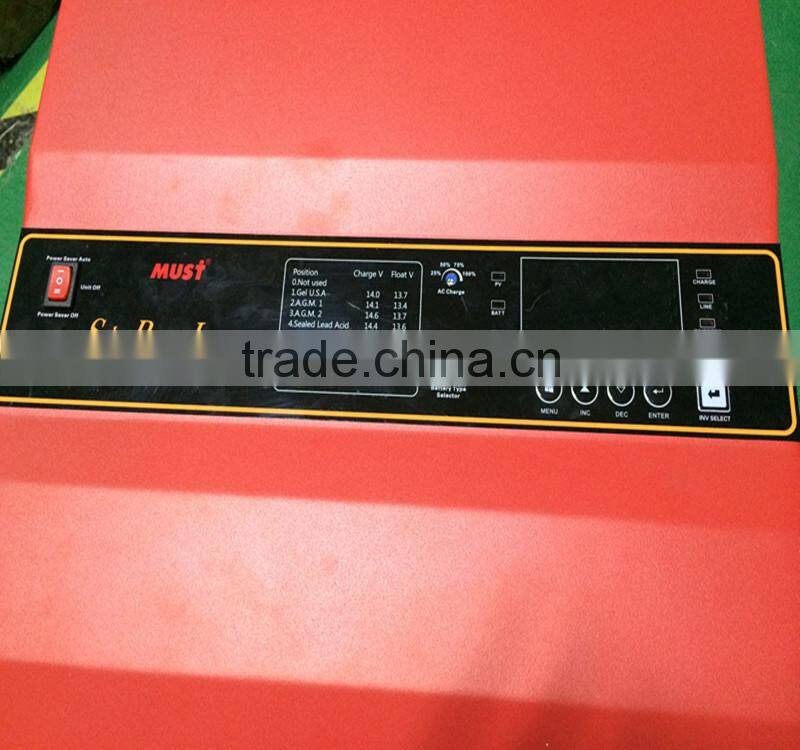 Power Saver Auto
Unit Off
Power Saver Off
MUST®
Position Charge V Float V
0.Not used
1.Gel U.S.A 14.0 13.7
2.A.G.M. 1 14.1 13.4
3.A.G.M. 2 14.6 13.7
4.Sealed Lead Acid 14.4 13.6
25% 50% 75% 100%
AC Charge
PV
BATT
CHARGE
LINE
trade.china.cn
Battery Type
Selector
MENU INC DEC ENTER INV SELECT